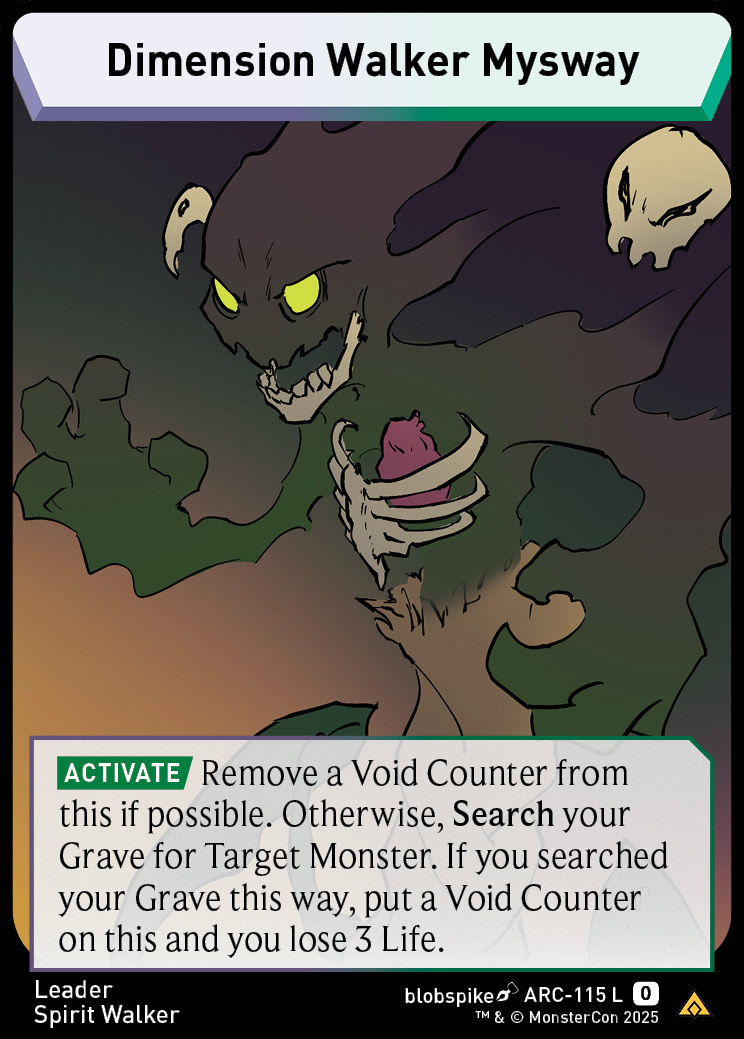 Dimension Walker Mysway
ACTIVATE Remove a Void Counter from
this if possible. Otherwise, Search your
Grave for Target Monster. If you searched
your Grave this way, put a Void Counter
on this and you lose 3 Life.
Leader
Spirit Walker
blobspike ARC-115 L 0
™ & © MonsterCon 2025